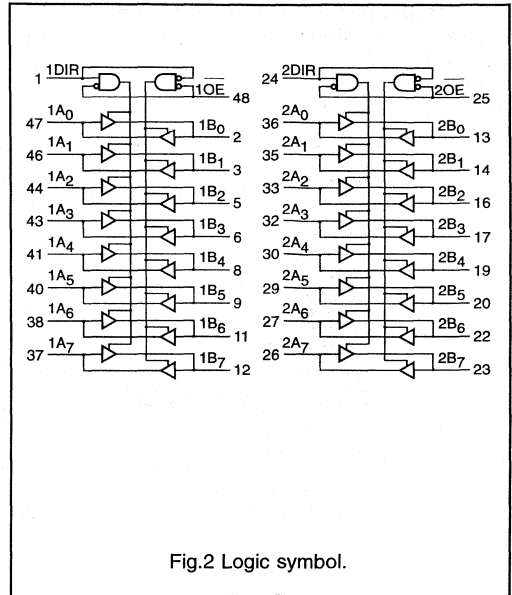 1DIR 2DIR
1 24
1OE 2OE
48 25
1A0 2A0
47 36
1B0 2B0
2 13
1A1 2A1
46 35
1B1 2B1
3 14
1A2 2A2
44 33
1B2 2B2
5 16
1A3 2A3
43 32
1B3 2B3
6 17
1A4 2A4
41 30
1B4 2B4
8 19
1A5 2A5
40 29
1B5 2B5
9 20
1A6 2A6
38 27
1B6 2B6
11 22
1A7 2A7
37 26
1B7 2B7
12 23
Fig.2 Logic symbol.